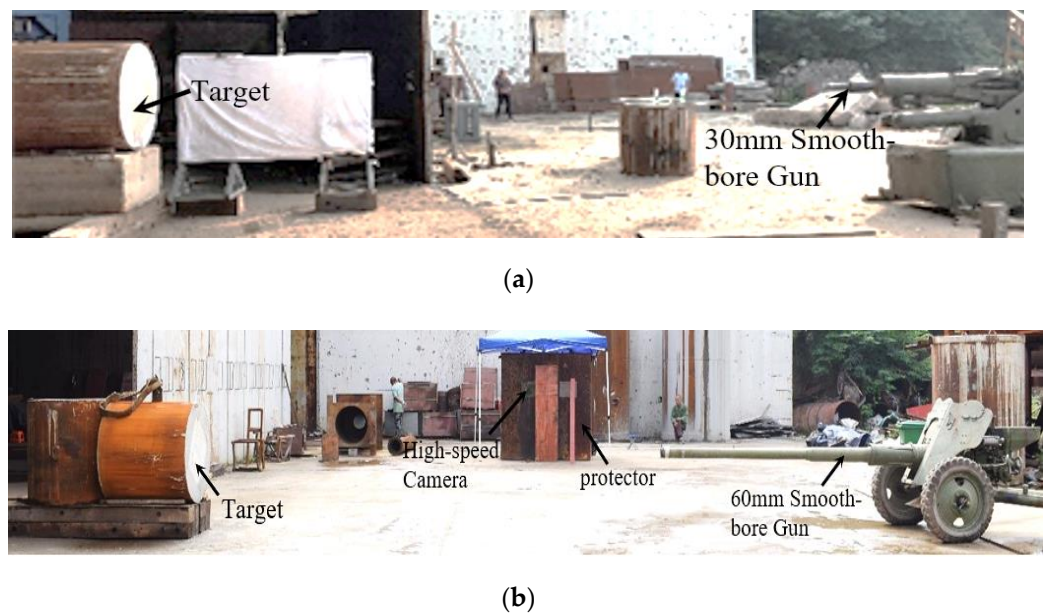 Target
30mm Smooth-
bore Gun
(a)
High-speed
Camera
protector
Target
60mm Smooth-
bore Gun
(b)